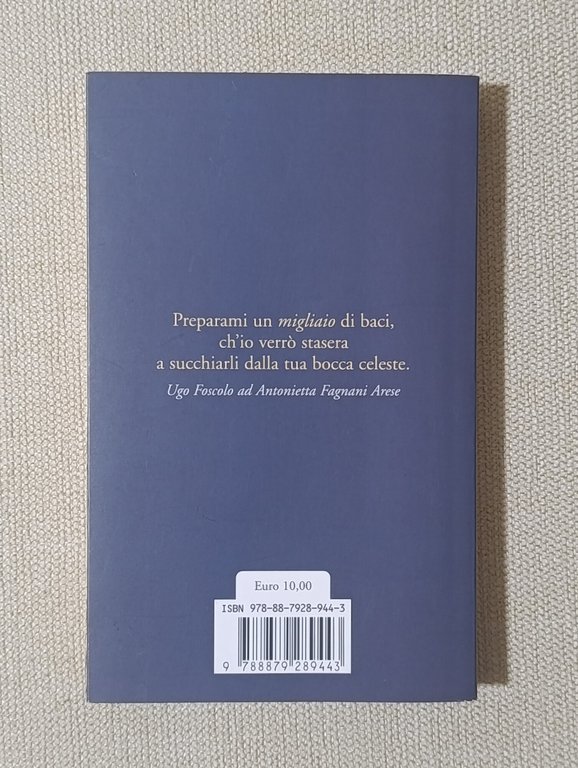 Preparami un migliaio di baci,
ch'io verrò stasera
a succhiarli dalla tua bocca celeste.
Ugo Foscolo ad Antonietta Fagnani Arese
Euro 10,00
ISBN 978-88-7928-944-3
9 788879 289443